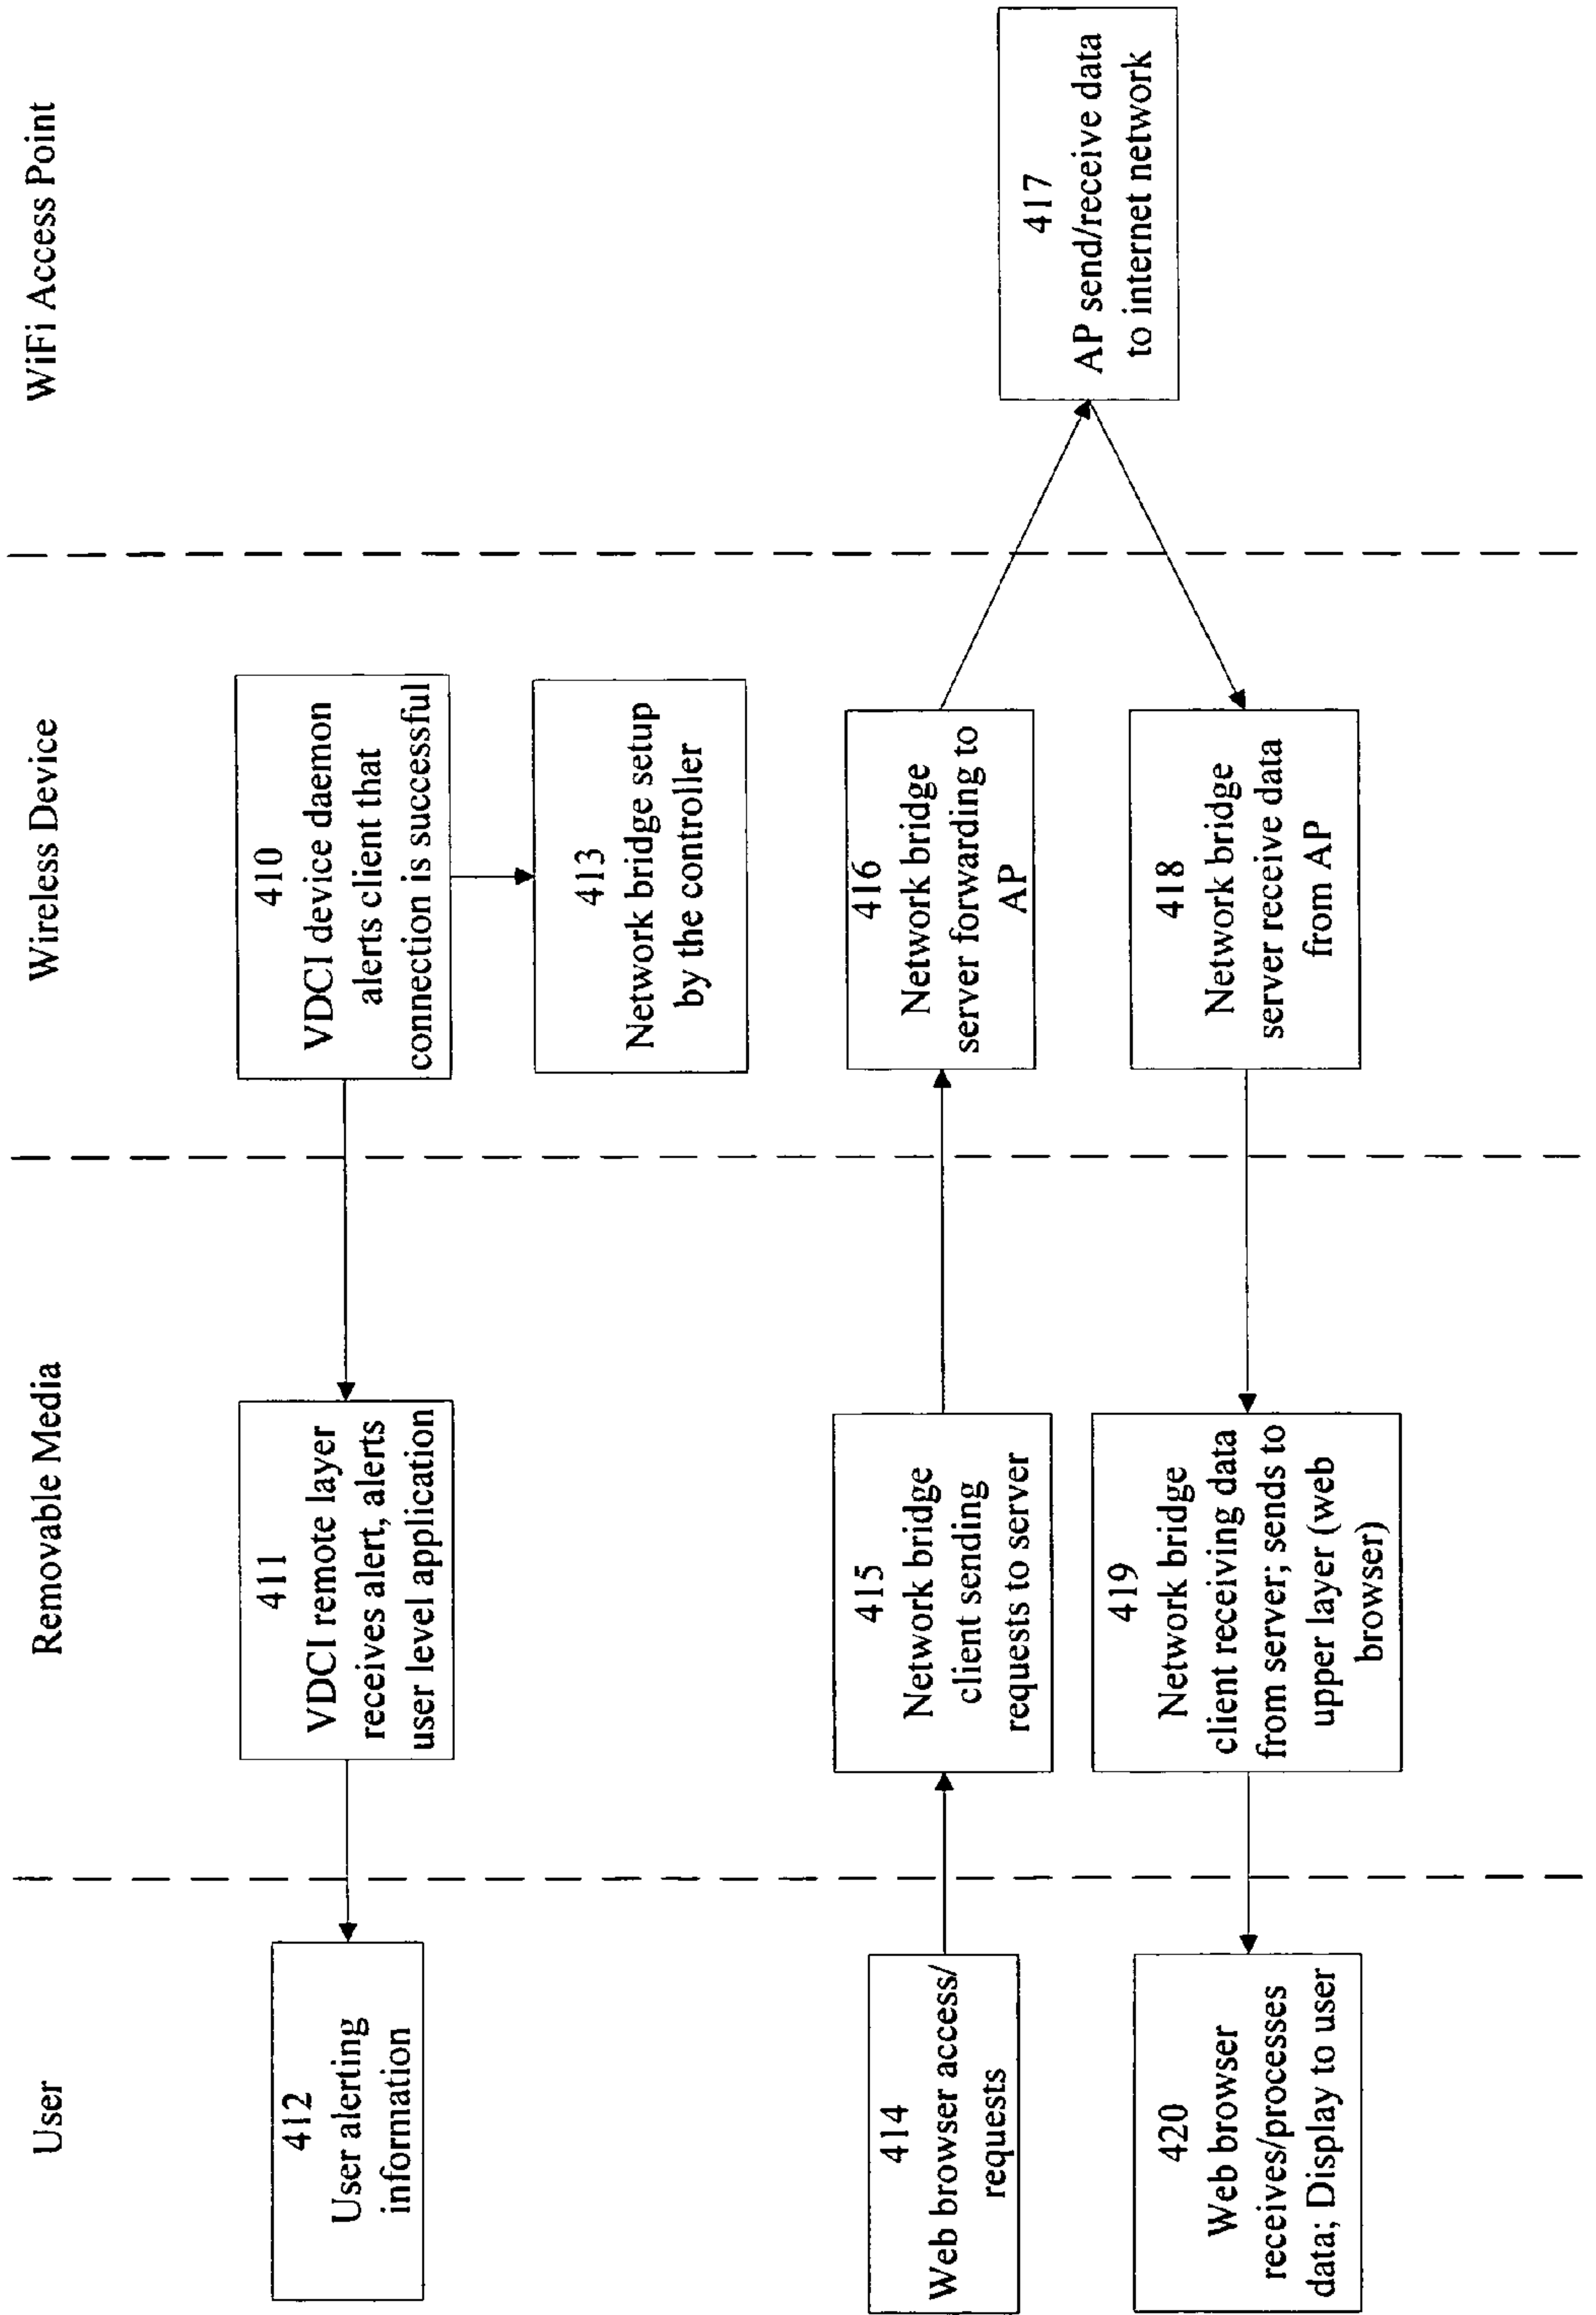 User
Removable Media
Wireless Device
WiFi Access Point
410
VDCI device daemon
alerts client that
connection is successful
411
VDCI remote layer
receives alert, alerts
user level application
412
User alerting
information
413
Network bridge setup
by the controller
414
Web browser access/
requests
415
Network bridge
client sending
requests to server
416
Network bridge
server forwarding to
AP
417
AP send/receive data
to internet network
418
Network bridge
server receive data
from AP
419
Network bridge
client receiving data
from server; sends to
upper layer (web
browser)
420
Web browser
receives/processes
data; Display to user